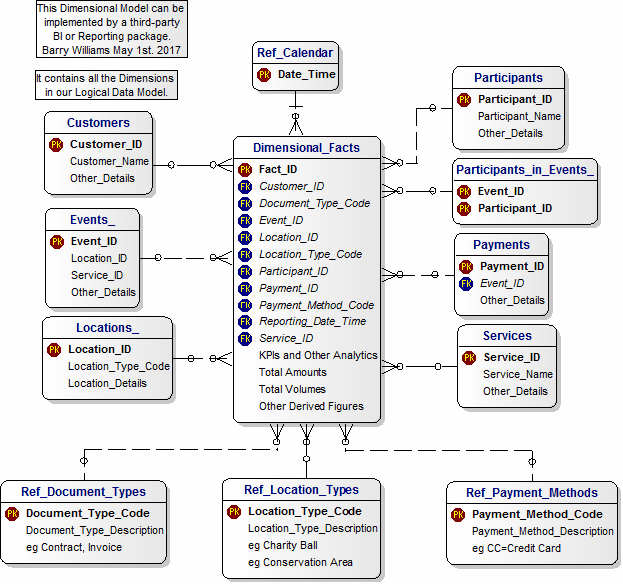 This Dimensional Model can be
implemented by a third-party
BI or Reporting package.
Barry Williams May 1st. 2017
It contains all the Dimensions
in our Logical Data Model.
Ref_Calendar
PK Date_Time
Participants
PK Participant_ID
Participant_Name
Other_Details
Customers
PK Customer_ID
Customer_Name
Other_Details
Dimensional_Facts
PK Fact_ID
FK Customer_ID
FK Document_Type_Code
FK Event_ID
FK Location_ID
FK Location_Type_Code
FK Participant_ID
FK Payment_ID
FK Payment_Method_Code
FK Reporting_Date_Time
FK Service_ID
KPIs and Other Analytics
Total Amounts
Total Volumes
Other Derived Figures
Participants_in_Events_
PK Event_ID
PK Participant_ID
Events_
PK Event_ID
Location_ID
Service_ID
Other_Details
Payments
PK Payment_ID
FK Event_ID
Other_Details
Locations_
PK Location_ID
Location_Type_Code
Location_Details
Services
PK Service_ID
Service_Name
Other_Details
Ref_Document_Types
PK Document_Type_Code
Document_Type_Description
eg Contract, Invoice
Ref_Location_Types
PK Location_Type_Code
Location_Type_Description
eg Charity Ball
eg Conservation Area
Ref_Payment_Methods
PK Payment_Method_Code
Payment_Method_Description
eg CC=Credit Card